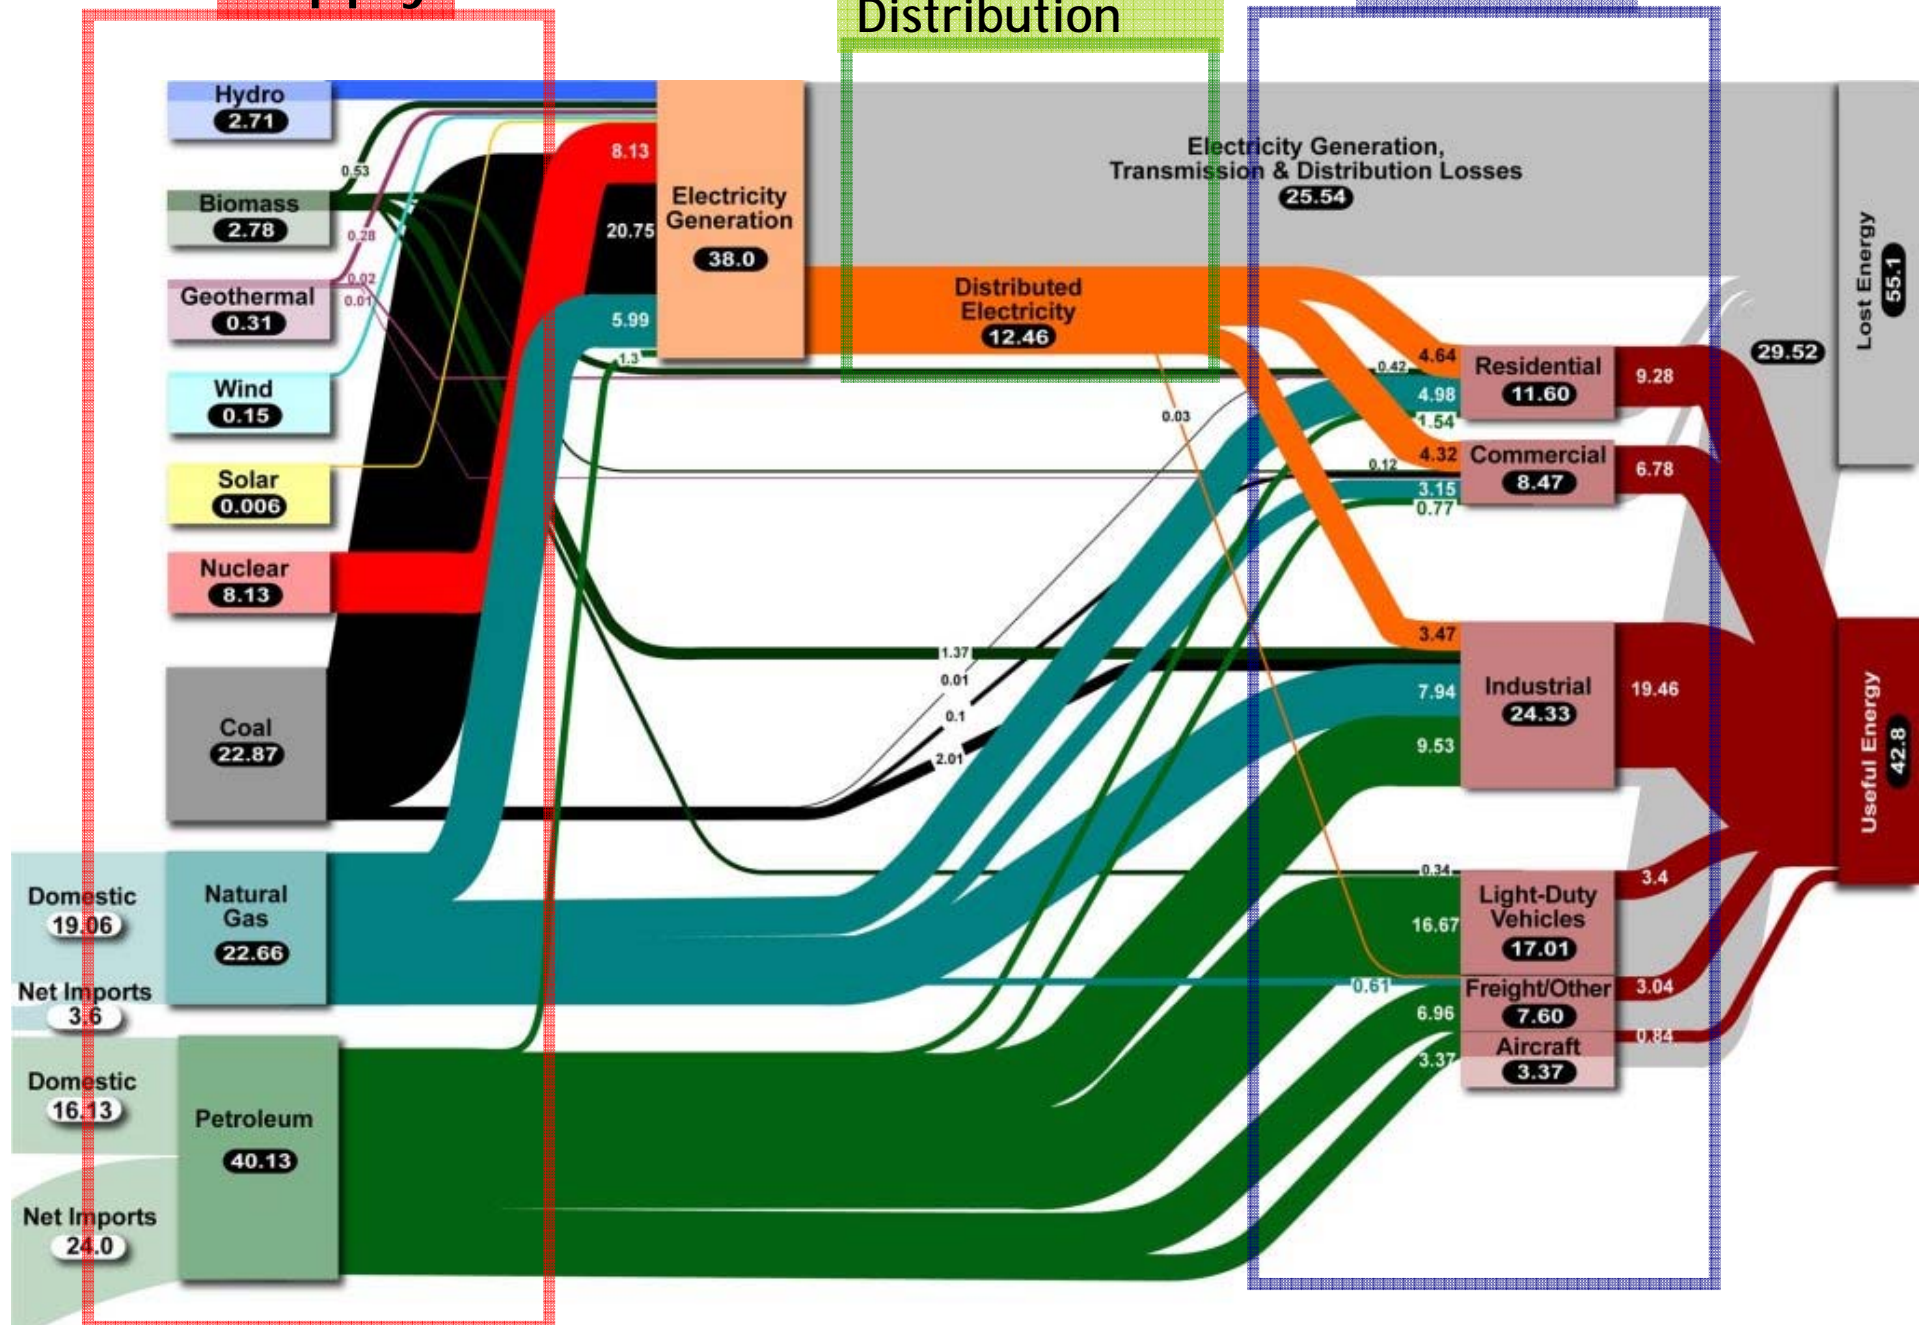 Distribution
Hydro
2.71
0.53
Biomass
2.78
0.28
0.02
Geothermal
0.01
0.31
Wind
0.15
Solar
0.006
Nuclear
8.13
Coal
22.87
Domestic
19.06
Natural
Gas
22.66
Net Imports
3.6
Domestic
16.13
Petroleum
40.13
Net Imports
24.0
8.13
20.75
5.99
1.3
Electricity
Generation
38.0
Electricity Generation,
Transmission & Distribution Losses
25.54
Distributed
Electricity
12.46
0.03
1.37
0.01
0.1
2.01
4.64
0.42
4.98
1.54
4.32
0.12
3.15
0.77
3.47
7.94
9.53
0.34
16.67
0.61
6.96
3.37
Residential
11.60
9.28
Commercial
8.47
6.78
Industrial
24.33
19.46
Light-Duty
Vehicles
17.01
3.4
Freight/Other
7.60
3.04
Aircraft
3.37
0.84
29.52
Lost Energy
55.1
Useful Energy
42.8